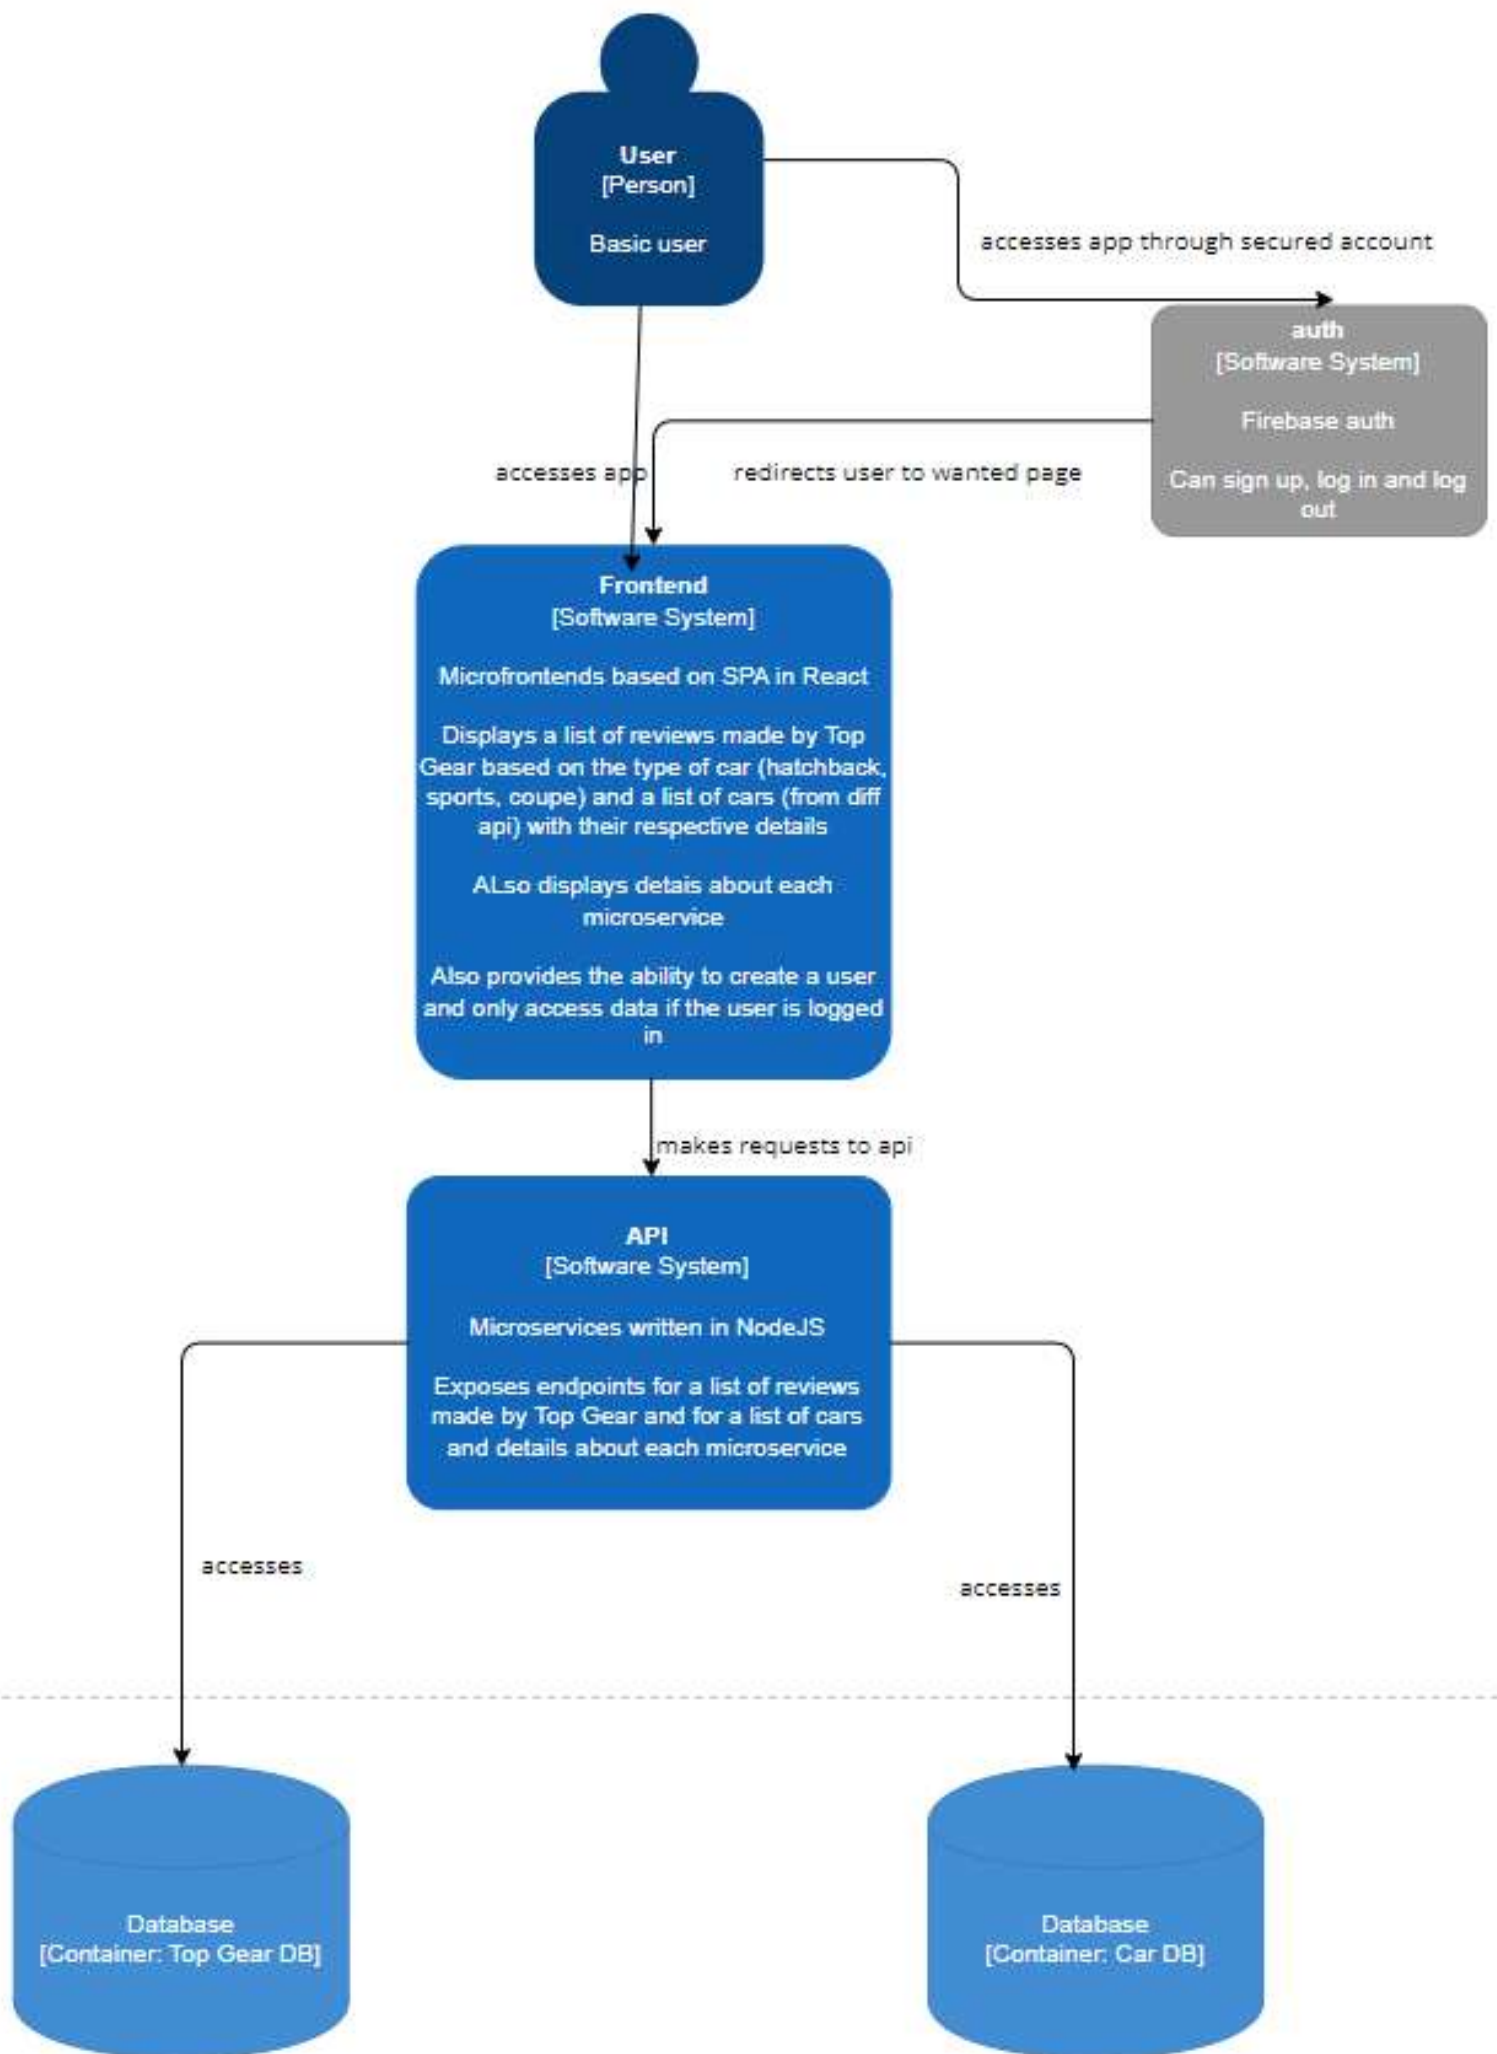 User
[Person]
Basic user
accesses app through secured account
auth
[Software System]
Firebase auth
Can sign up, log in and log
out
accesses app
redirects user to wanted page
Frontend
[Software System]
Microfrontends based on SPA in React
Displays a list of reviews made by Top
Gear based on the type of car (hatchback,
sports, coupe) and a list of cars (from diff
api) with their respective details
ALso displays detais about each
microservice
Also provides the ability to create a user
and only access data if the user is logged
in
makes requests to api
API
[Software System]
Microservices written in NodeJS
Exposes endpoints for a list of reviews
made by Top Gear and for a list of cars
and details about each microservice
accesses
accesses
Database
[Container: Top Gear DB]
Database
[Container: Car DB]